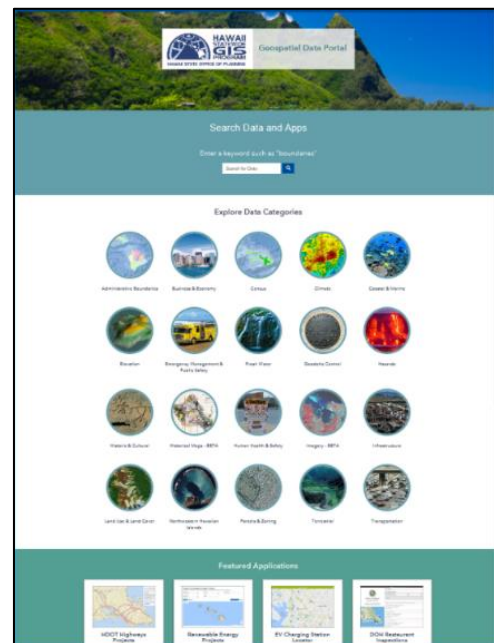 HAWAII
STATEWIDE
GIS
PROGRAM
HAWAII STATE OFFICE OF PLANNING
Geospatial Data Portal
Search Data and Apps
Enter a keyword such as "boundaries"
Search for Data
Explore Data Categories
Administrative Boundaries
Business & Economy
Census
Climate
Coastal & Marine
Elevation
Emergency Management &
Public Safety
Fresh Water
Geodetic Control
Hazards
Historic & Cultural
Historical Maps - BETA
Human Health & Safety
Imagery - BETA
Infrastructure
Land Use & Land Cover
Northwestern Hawaiian
Islands
Parcels & Zoning
Terrestrial
Transportation
Featured Applications
HDOT Highways
Projects
Renewable Energy
Projects
EV Charging Station
Locator
DOH Restaurant
Inspections